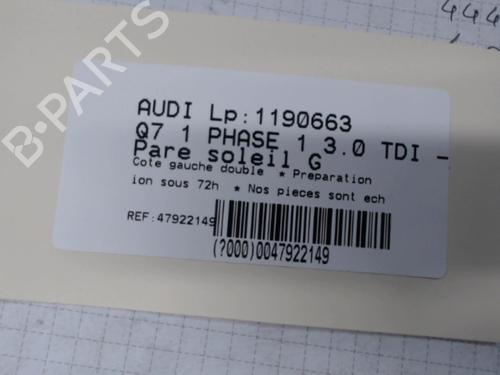 444
B-PARTS
AUDI Lp:1190663
Q7 1 PHASE 1 3.0 TDI -
Pare soleil G
Cote gauche double * Preparation
ion sous 72h * Nos pieces sont ech
REF:47922149
(?000)0047922149